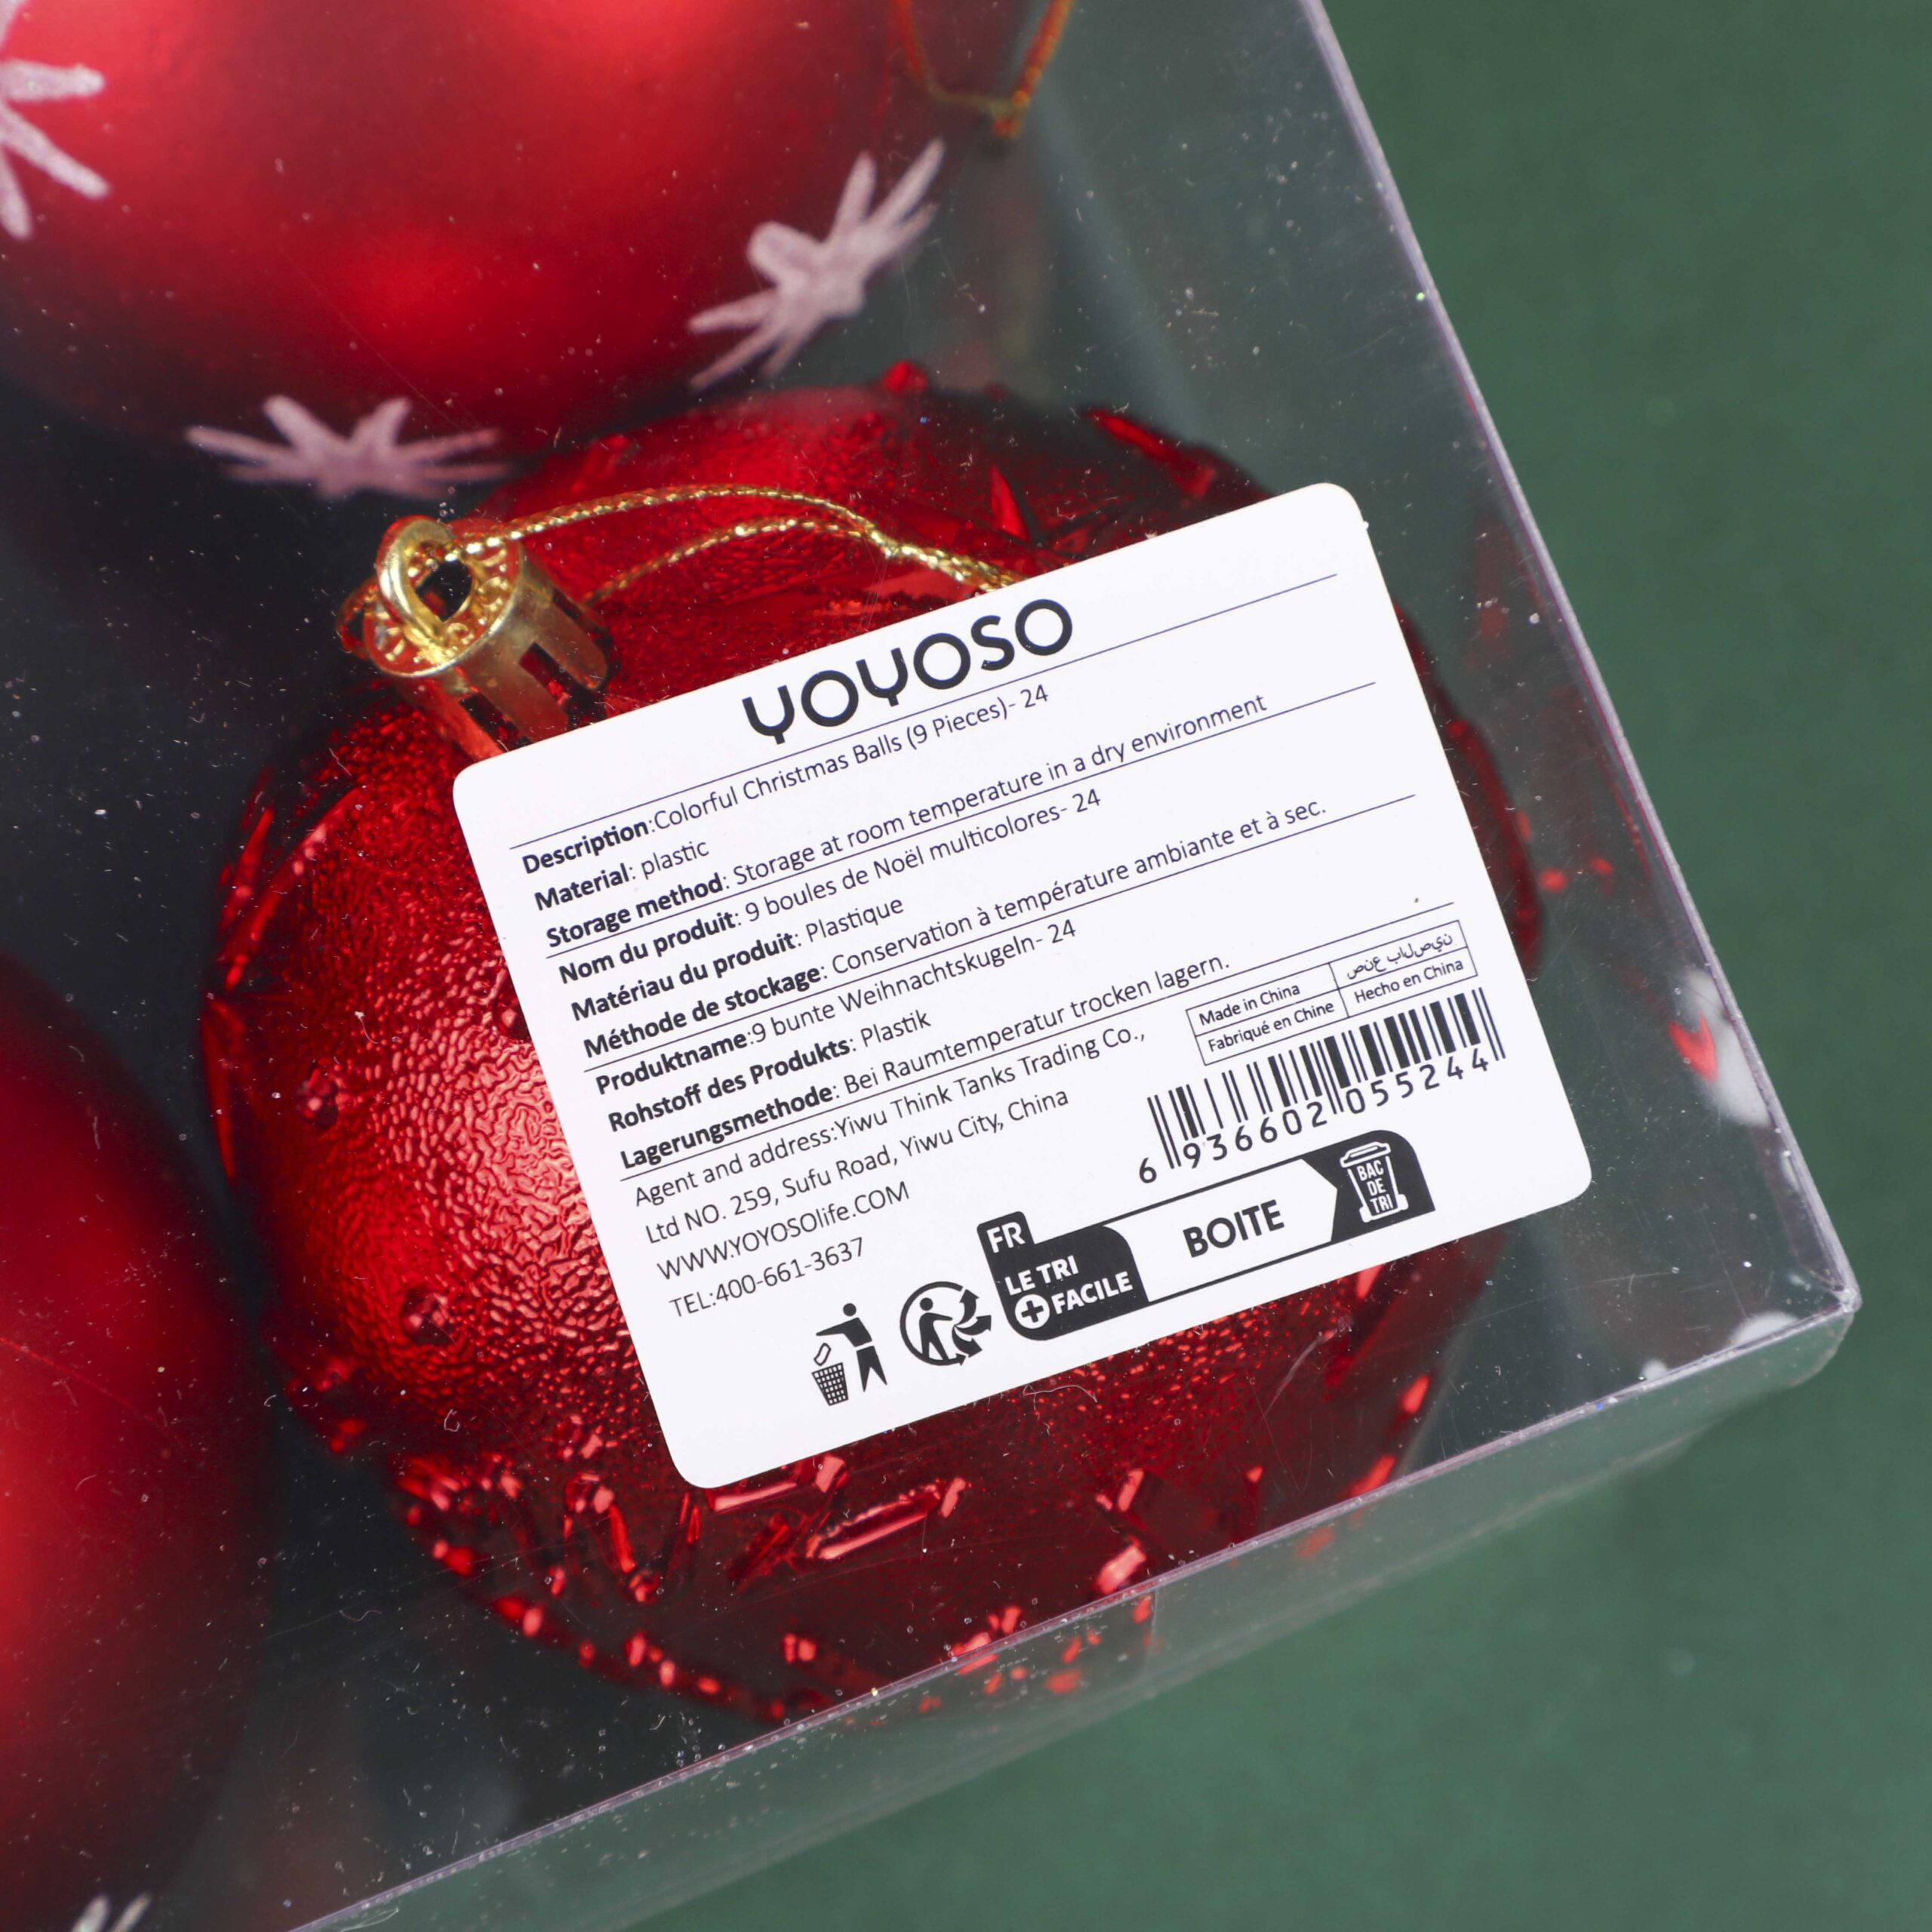 YOYOSO
Description:Colorful Christmas Balls (9 Pieces)- 24
Material: plastic
Storage method: Storage at room temperature in a dry environment
Nom du produit: 9 boules de Noël multicolores- 24
Matériau du produit: Plastique
Méthode de stockage: Conservation à température ambiante et à sec.
Produktname:9 bunte Weihnachtskugeln- 24
Rohstoff des Produkts: Plastik
Lagerungsmethode: Bei Raumtemperatur trocken lagern.
Agent and address:Yiwu Think Tanks Trading Co.,
Ltd NO. 259, Sufu Road, Yiwu City, China
WWW.YOYOSOlife.COM
TEL:400-661-3637
Made in China
صنع بالصين
Fabriqué en Chine
Hecho en China
6 936602 055244
FR
LE TRI
+ FACILE
BOITE
BAC
DE
TRI